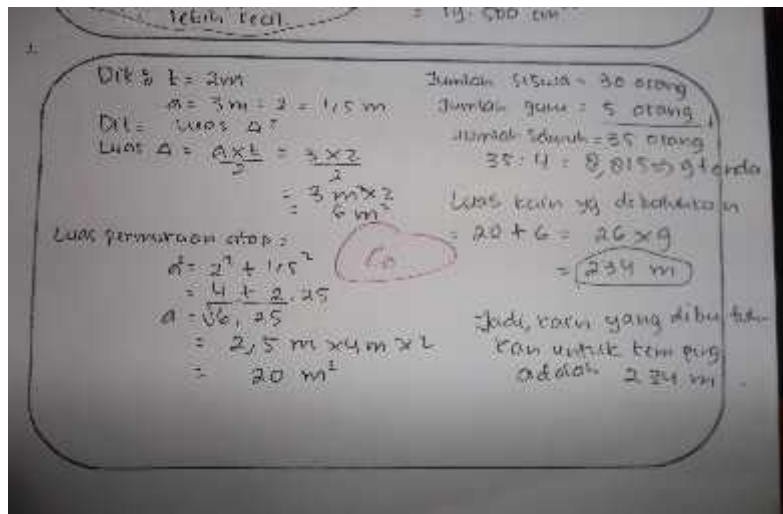 lebih kecil
= 19.500 cm
2.
Dik : t = 2m
a = 3m : 2 = 1,5 m
Dit = Luas Δ?
Luas Δ = a x t = 3 x 2
2 2
= 3 m x 2
= 6 m²
Luas permukaan atap =
a² = 2² + 1,5²
= 4 + 2.25
a = √6,25
= 2,5 m x 4m x 2
= 20 m²
Jumlah siswa = 30 orang
Jumlah guru = 5 orang
Jumlah seluruh = 35 orang
35 : 4 = 8,815 => 9 tenda
Luas kain yg dibutuhkan
= 20 + 6 = 26 x 9
= 234 m
Jadi, kain yang dibutuh
kan untuk kemping
adalah 234 m